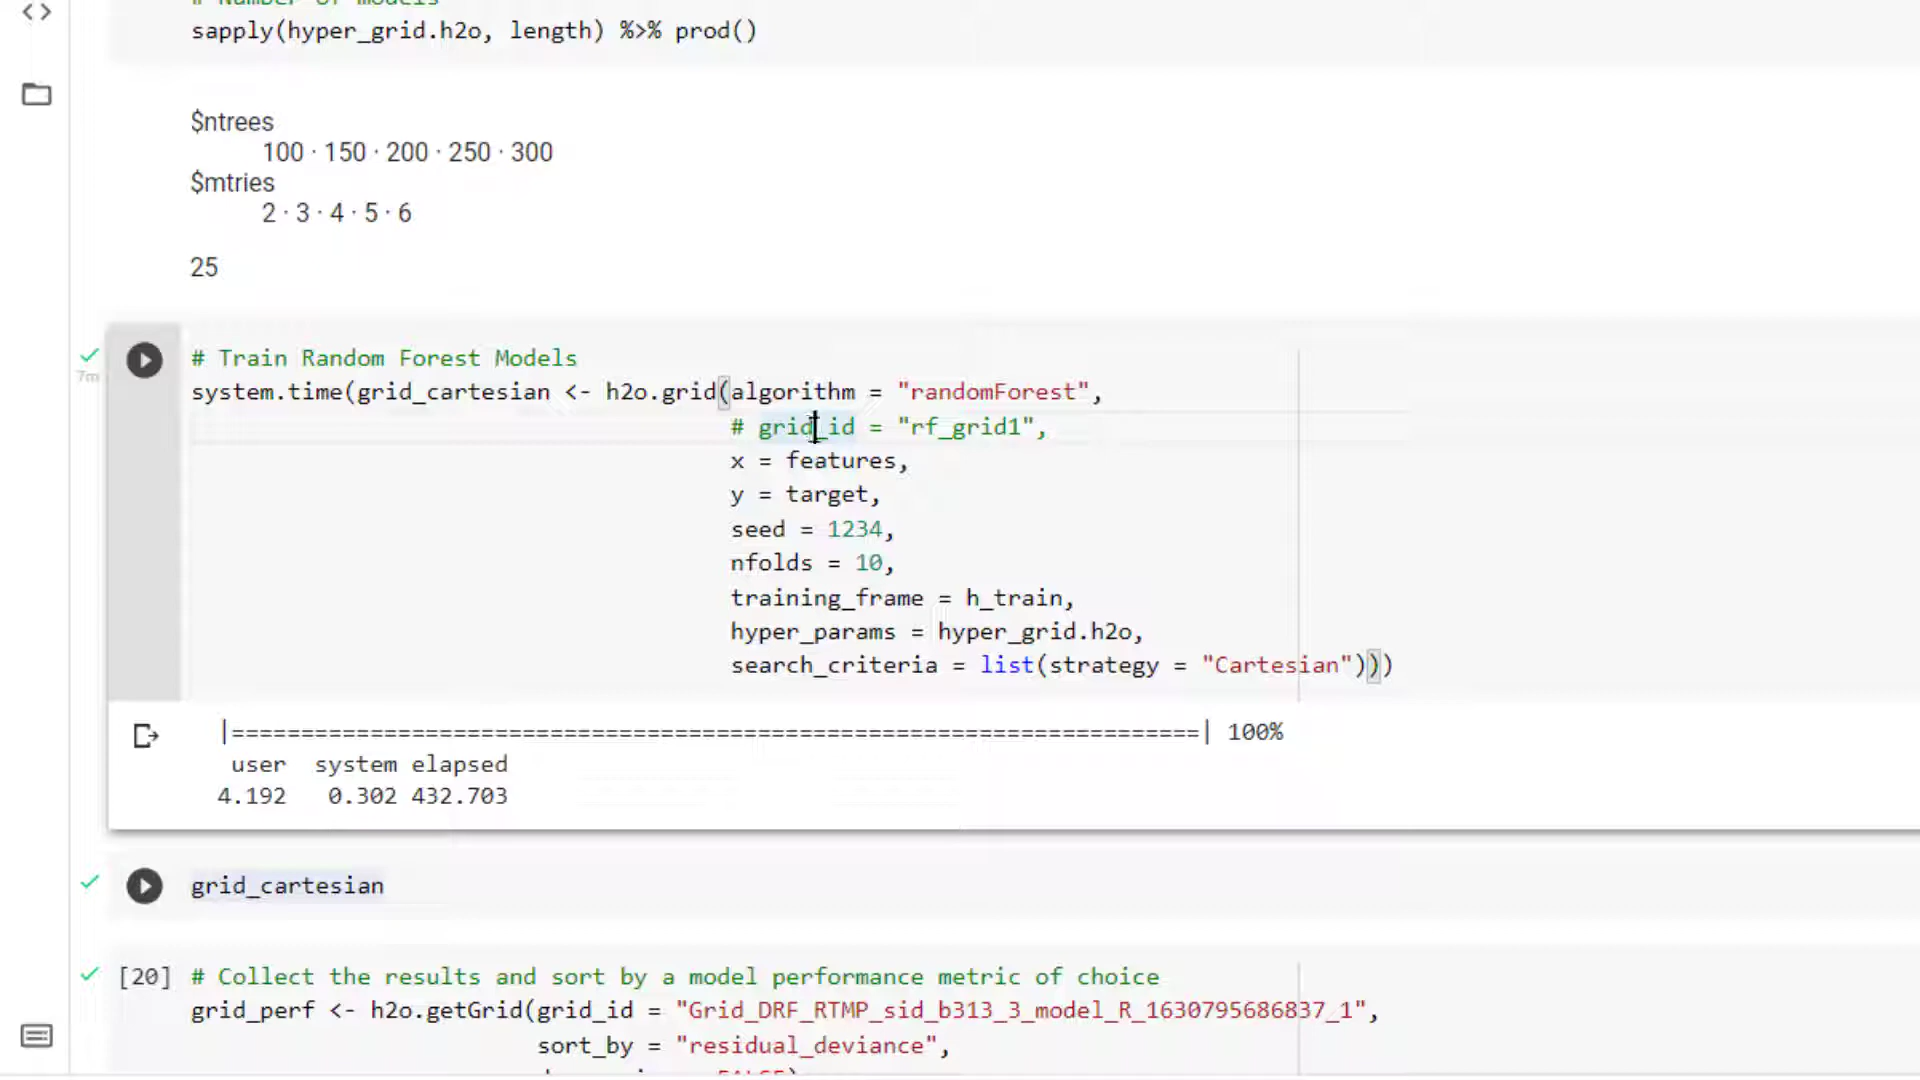 # Number of models
sapply(hyper_grid.h2o, length) %>% prod()
$ntrees
100 · 150 · 200 · 250 · 300
$mtries
2 · 3 · 4 · 5 · 6
25
7m
# Train Random Forest Models
system.time(grid_cartesian <- h2o.grid(algorithm = "randomForest",
# grid_id = "rf_grid1",
x = features,
y = target,
seed = 1234,
nfolds = 10,
training_frame = h_train,
hyper_params = hyper_grid.h2o,
search_criteria = list(strategy = "Cartesian")))
|======================================================================| 100%
user system elapsed
4.192 0.302 432.703
grid_cartesian
[20] # Collect the results and sort by a model performance metric of choice
grid_perf <- h2o.getGrid(grid_id = "Grid_DRF_RTMP_sid_b313_3_model_R_1630795686837_1",
sort_by = "residual_deviance",